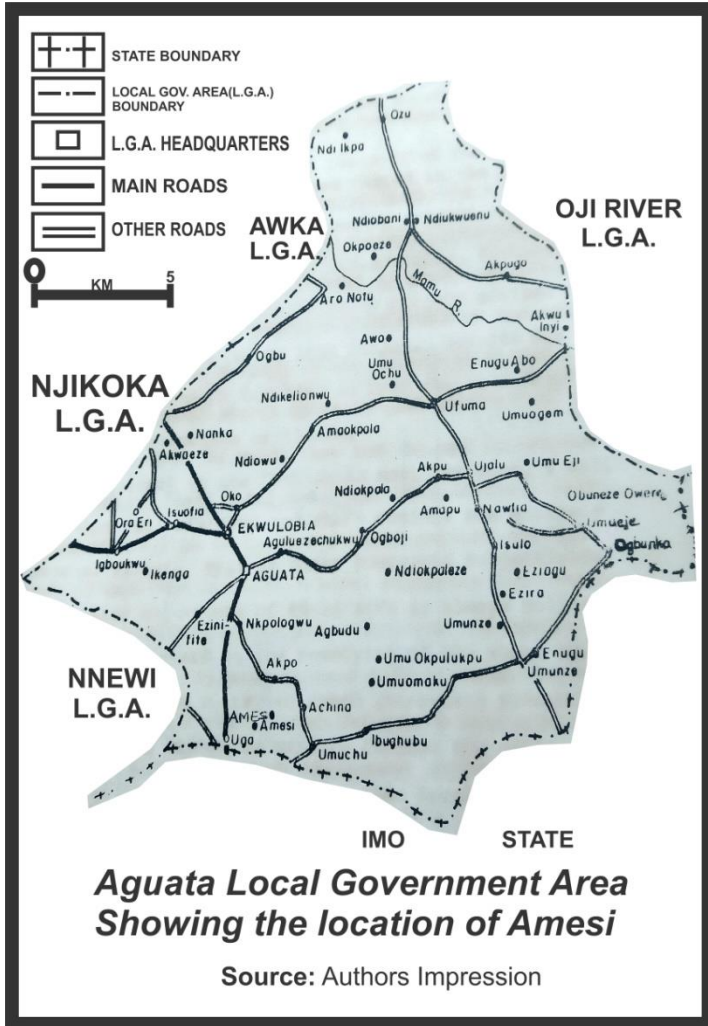 STATE BOUNDARY
LOCAL GOV. AREA(L.G.A.)
BOUNDARY
L.G.A. HEADQUARTERS
MAIN ROADS
OTHER ROADS
O
KM
5
AWKA
L.G.A.
OJI RIVER
L.G.A.
NJIKOKA
L.G.A.
NNEWI
L.G.A.
Ozu
Ndi Ikpa
Ndiobani
Ndiukwuenu
Okpoeze
Akpugo
Aro Notu
Mamu R.
Akwu
Inyi
Awo
Ogbu
Umu
Ochu
Enugu Abo
Ndikelionwu
Ufuma
Umuogem
Nanka
Amaokpala
Akwaeze
Ndiowu
Akpu
Ujalu
Umu Eji
Oko
Ndiokpala
Obuneze Owere
Isuofia
Amapu
Nawfia
Umueje
Ora Eri
EKWULOBIA
Ogboji
Isulo
Ogbunka
Aguluezechukwu
Igboukwu
Ikenga
AGUATA
Ndiokpaleze
Eziagu
Ezira
Ezini-
tite
Nkpologwu
Agbudu
Umunze
Akpo
Umu Okpulukpu
Enugu
Umunze
Umuomaku
AMESI
Amesi
Achina
Uga
Umuchu
Ibughubu
IMO STATE
Aguata Local Government Area
Showing the location of Amesi
Source: Authors Impression